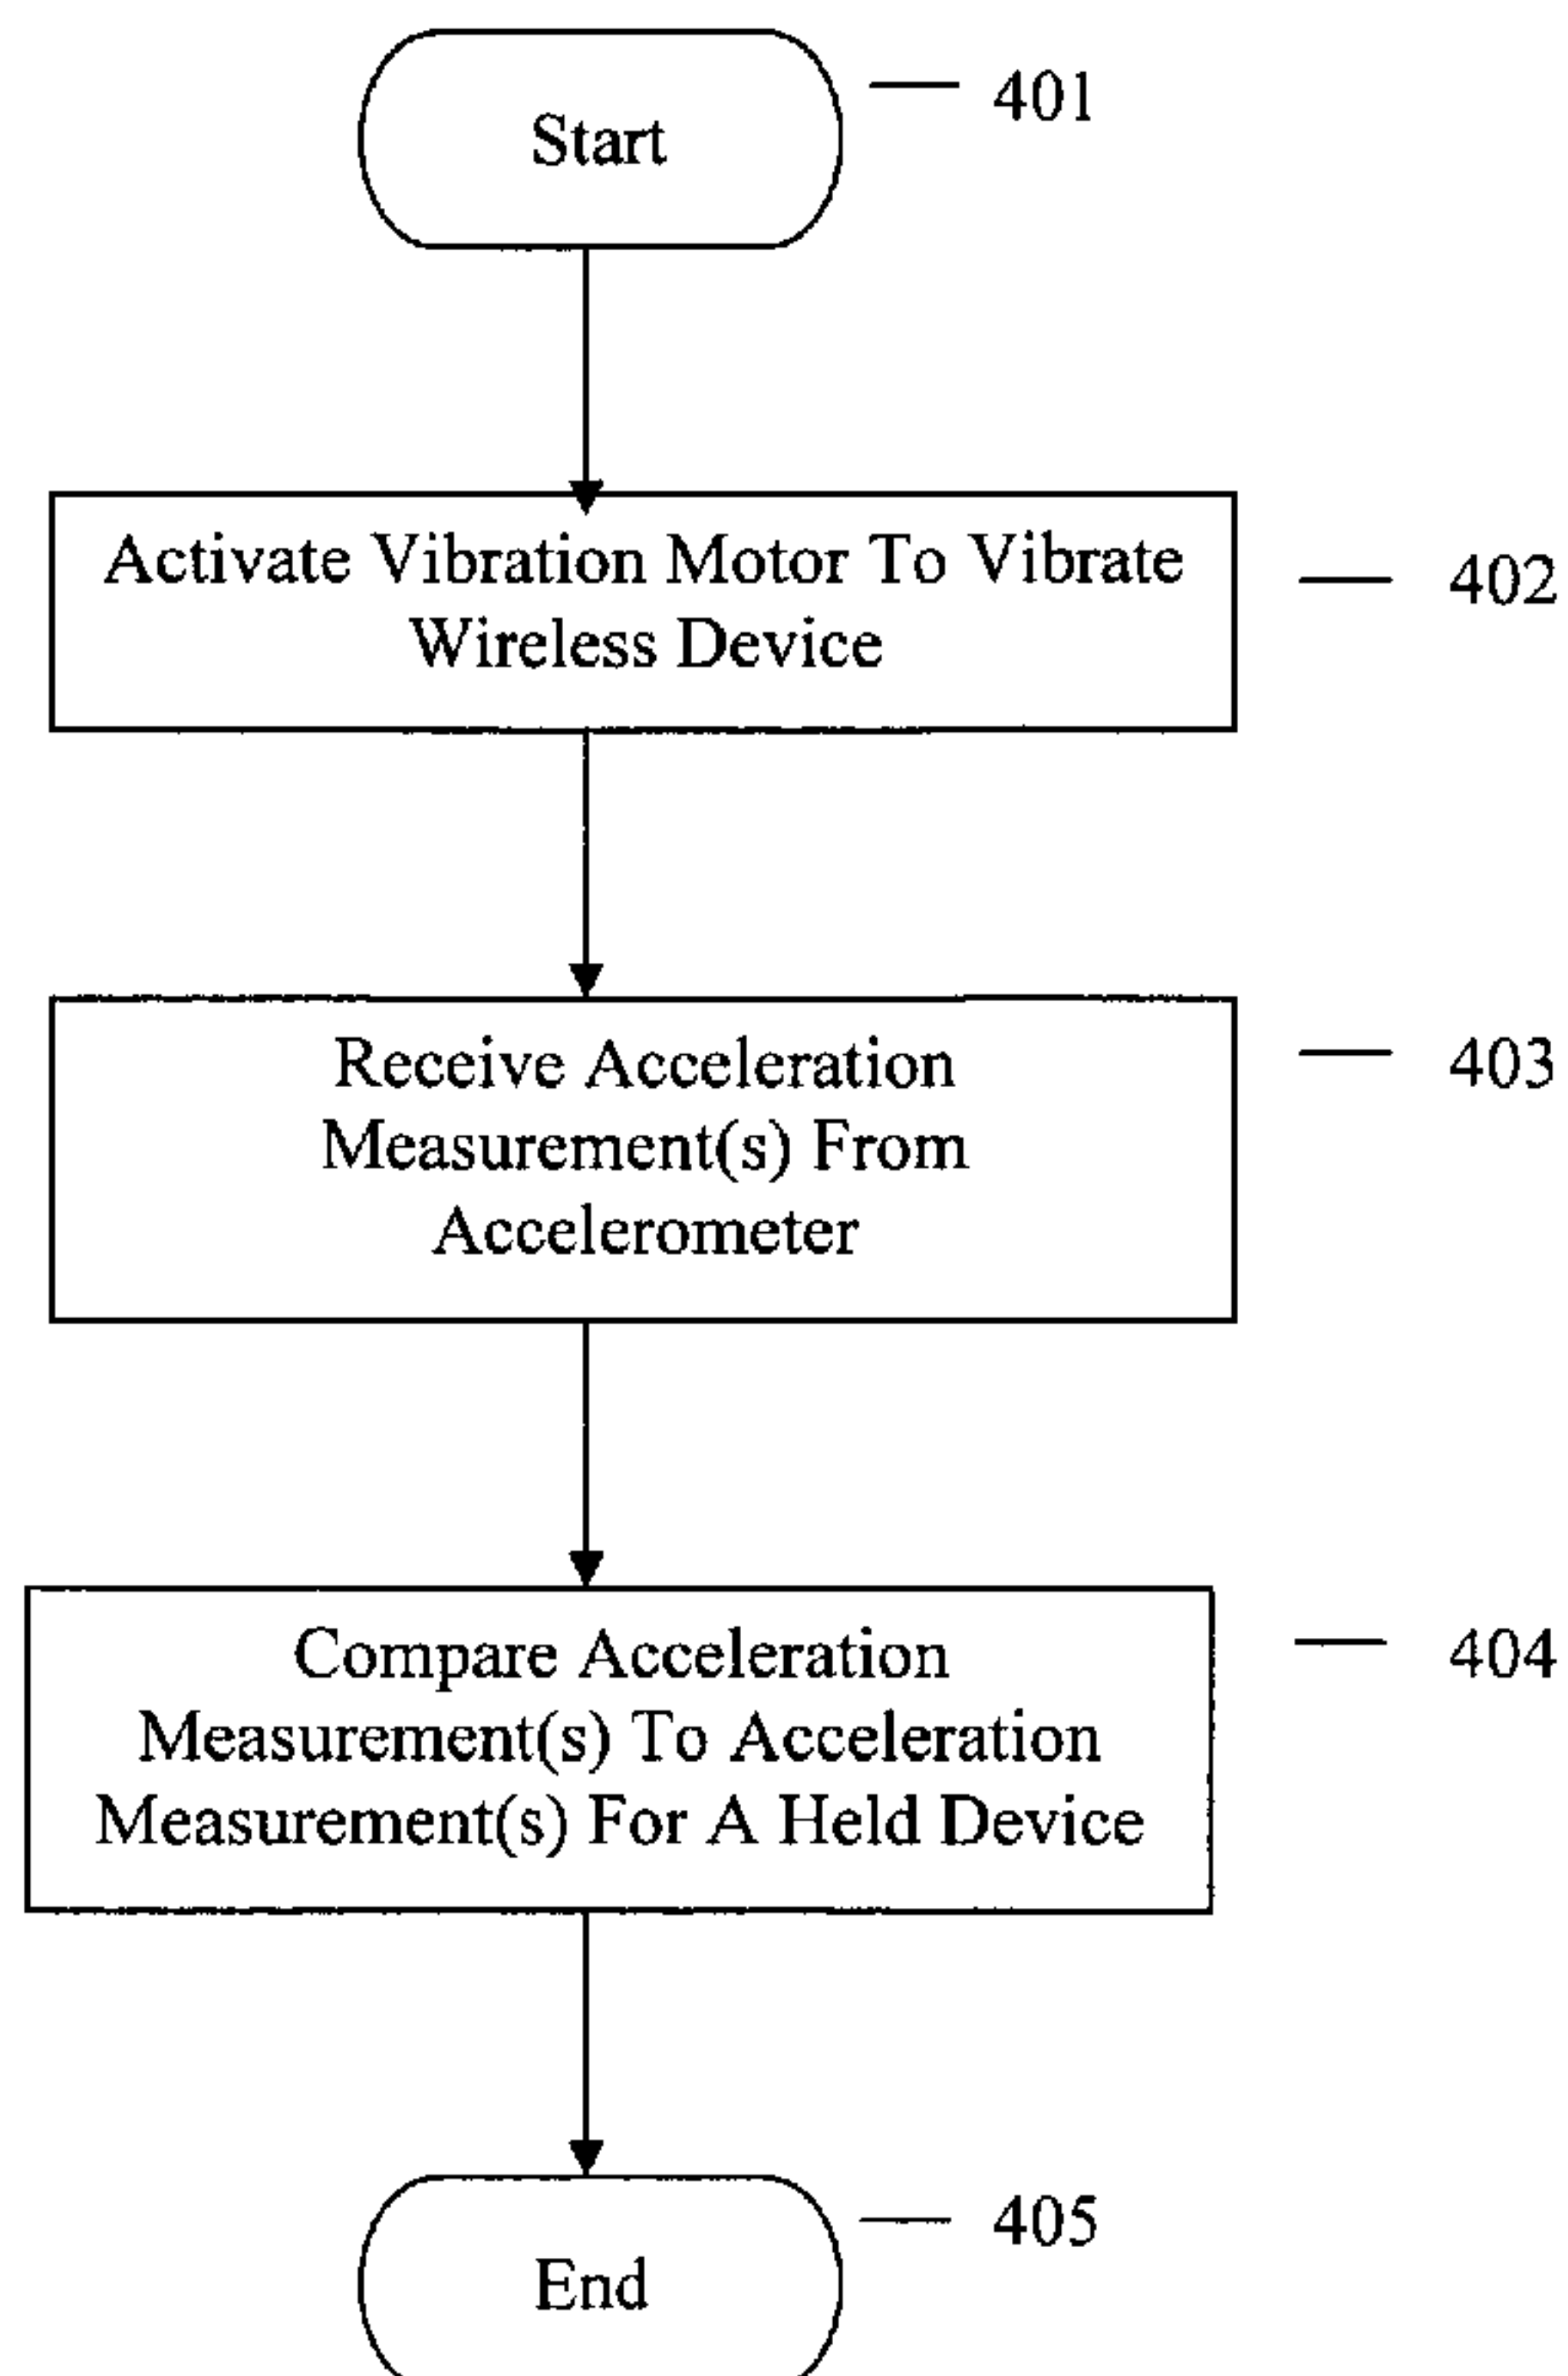 Start
401
Activate Vibration Motor To Vibrate
Wireless Device
402
Receive Acceleration
Measurement(s) From
Accelerometer
403
Compare Acceleration
Measurement(s) To Acceleration
Measurement(s) For A Held Device
404
End
405